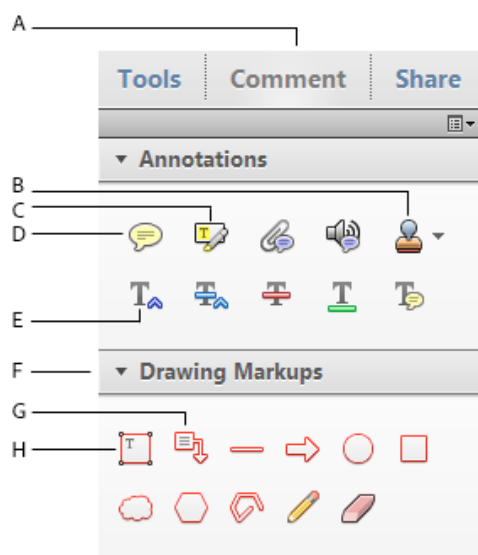 A
Tools Comment Share
Annotations
B
C
D
T
E
T T T T T
F
Drawing Markups
G
H
T